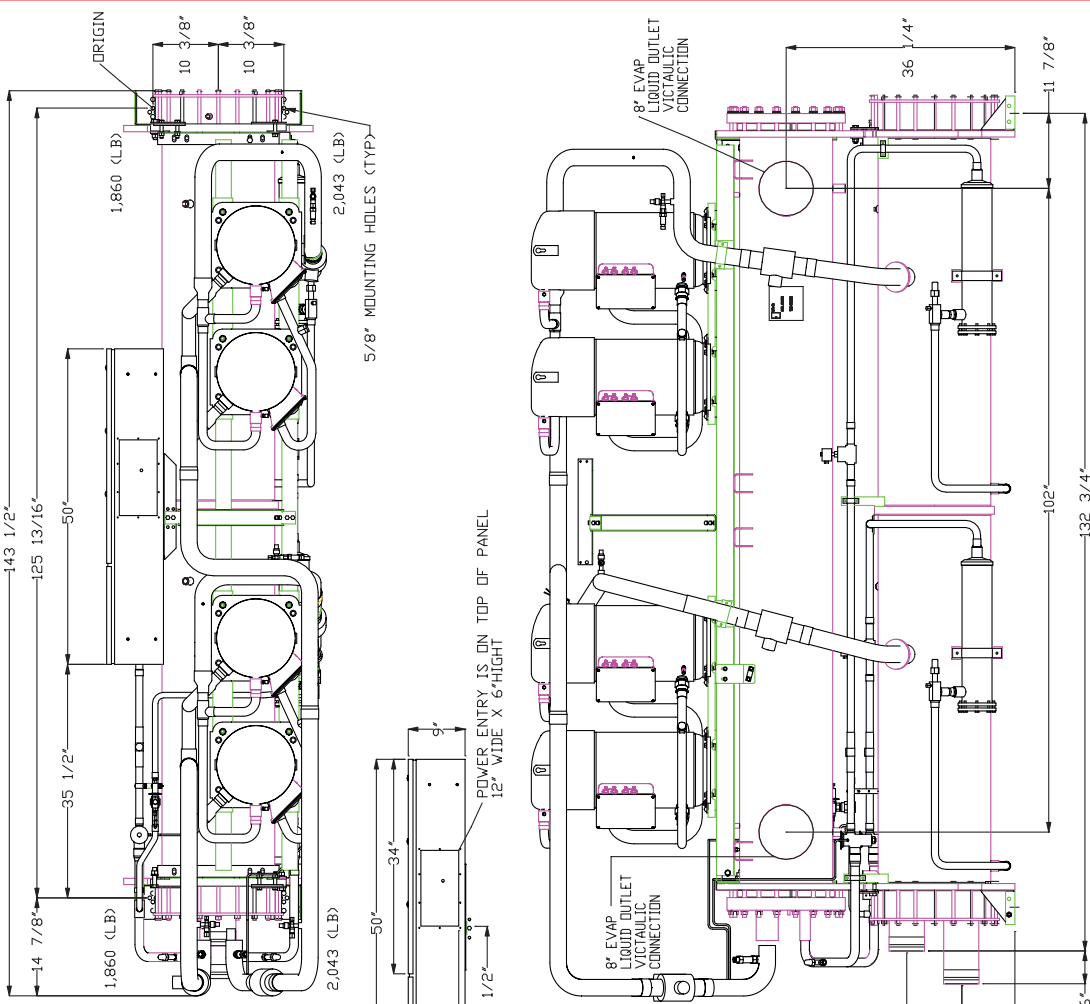 143 1/2"
125 13/16"
50"
35 1/2"
14 7/8"
ORIGIN
10 3/8"
10 3/8"
1,860 (LB)
2,043 (LB)
5/8" MOUNTING HOLES (TYP)
1,860 (LB)
2,043 (LB)
50"
34"
9"
1/2"
POWER ENTRY IS ON TOP OF PANEL
12" WIDE X 6"HIGHT
8" EVAP
LIQUID OUTLET
VICTAULIC
CONNECTION
8" EVAP
LIQUID OUTLET
VICTAULIC
CONNECTION
36 1/4"
11 7/8"
102"
132 3/4"